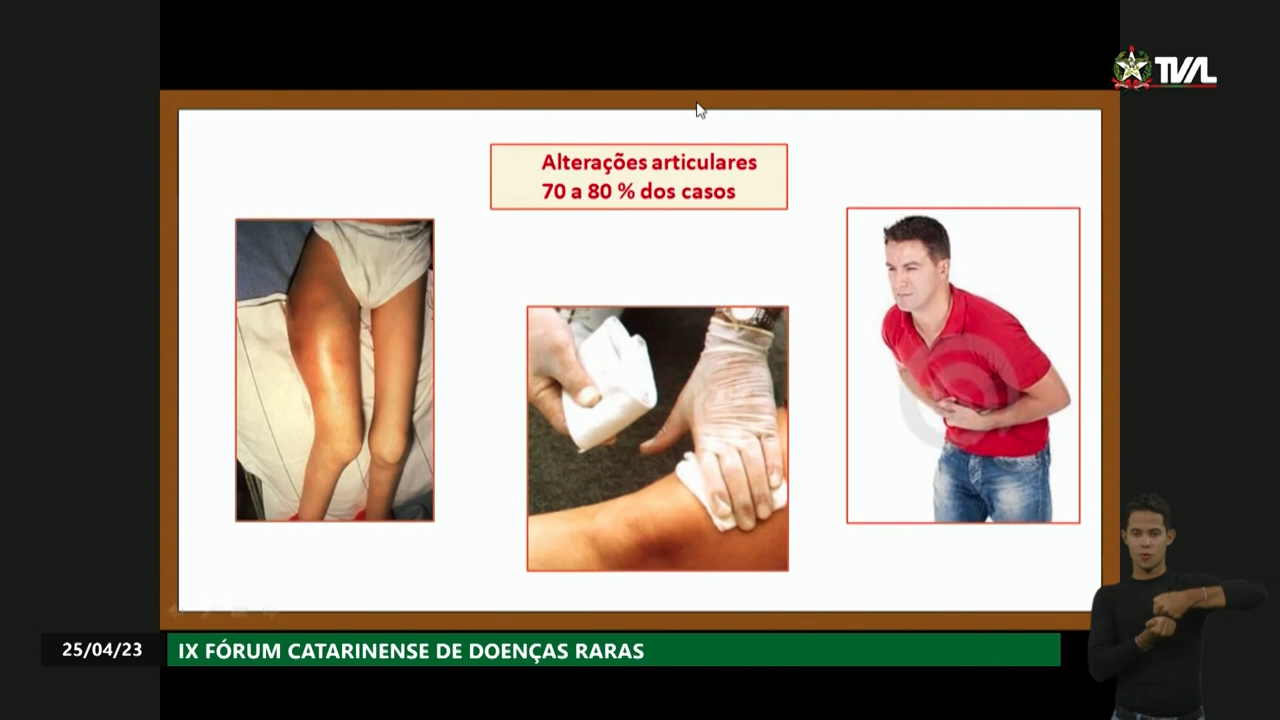 TVAL
Alterações articulares
70 a 80 % dos casos
25/04/23
IX FÓRUM CATARINENSE DE DOENÇAS RARAS